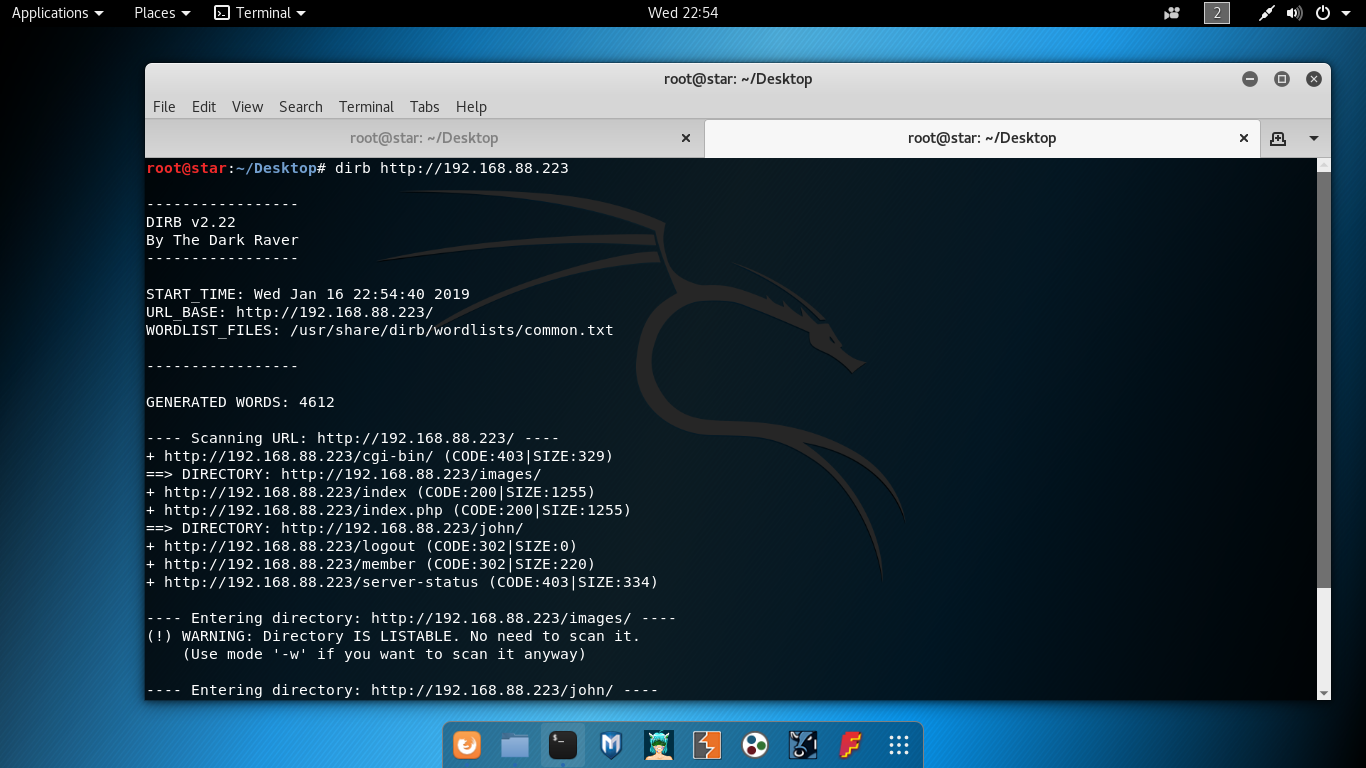 Applications Places Terminal Wed 22:54 2
root@star: ~/Desktop
File Edit View Search Terminal Tabs Help
root@star: ~/Desktop root@star: ~/Desktop
root@star:~/Desktop# dirb http://192.168.88.223
-----------------
DIRB v2.22
By The Dark Raver
-----------------
START_TIME: Wed Jan 16 22:54:40 2019
URL_BASE: http://192.168.88.223/
WORDLIST_FILES: /usr/share/dirb/wordlists/common.txt
-----------------
GENERATED WORDS: 4612
---- Scanning URL: http://192.168.88.223/ ----
+ http://192.168.88.223/cgi-bin/ (CODE:403|SIZE:329)
==> DIRECTORY: http://192.168.88.223/images/
+ http://192.168.88.223/index (CODE:200|SIZE:1255)
+ http://192.168.88.223/index.php (CODE:200|SIZE:1255)
==> DIRECTORY: http://192.168.88.223/john/
+ http://192.168.88.223/logout (CODE:302|SIZE:0)
+ http://192.168.88.223/member (CODE:302|SIZE:220)
+ http://192.168.88.223/server-status (CODE:403|SIZE:334)
---- Entering directory: http://192.168.88.223/images/ ----
(!) WARNING: Directory IS LISTABLE. No need to scan it.
    (Use mode '-w' if you want to scan it anyway)
---- Entering directory: http://192.168.88.223/john/ ----